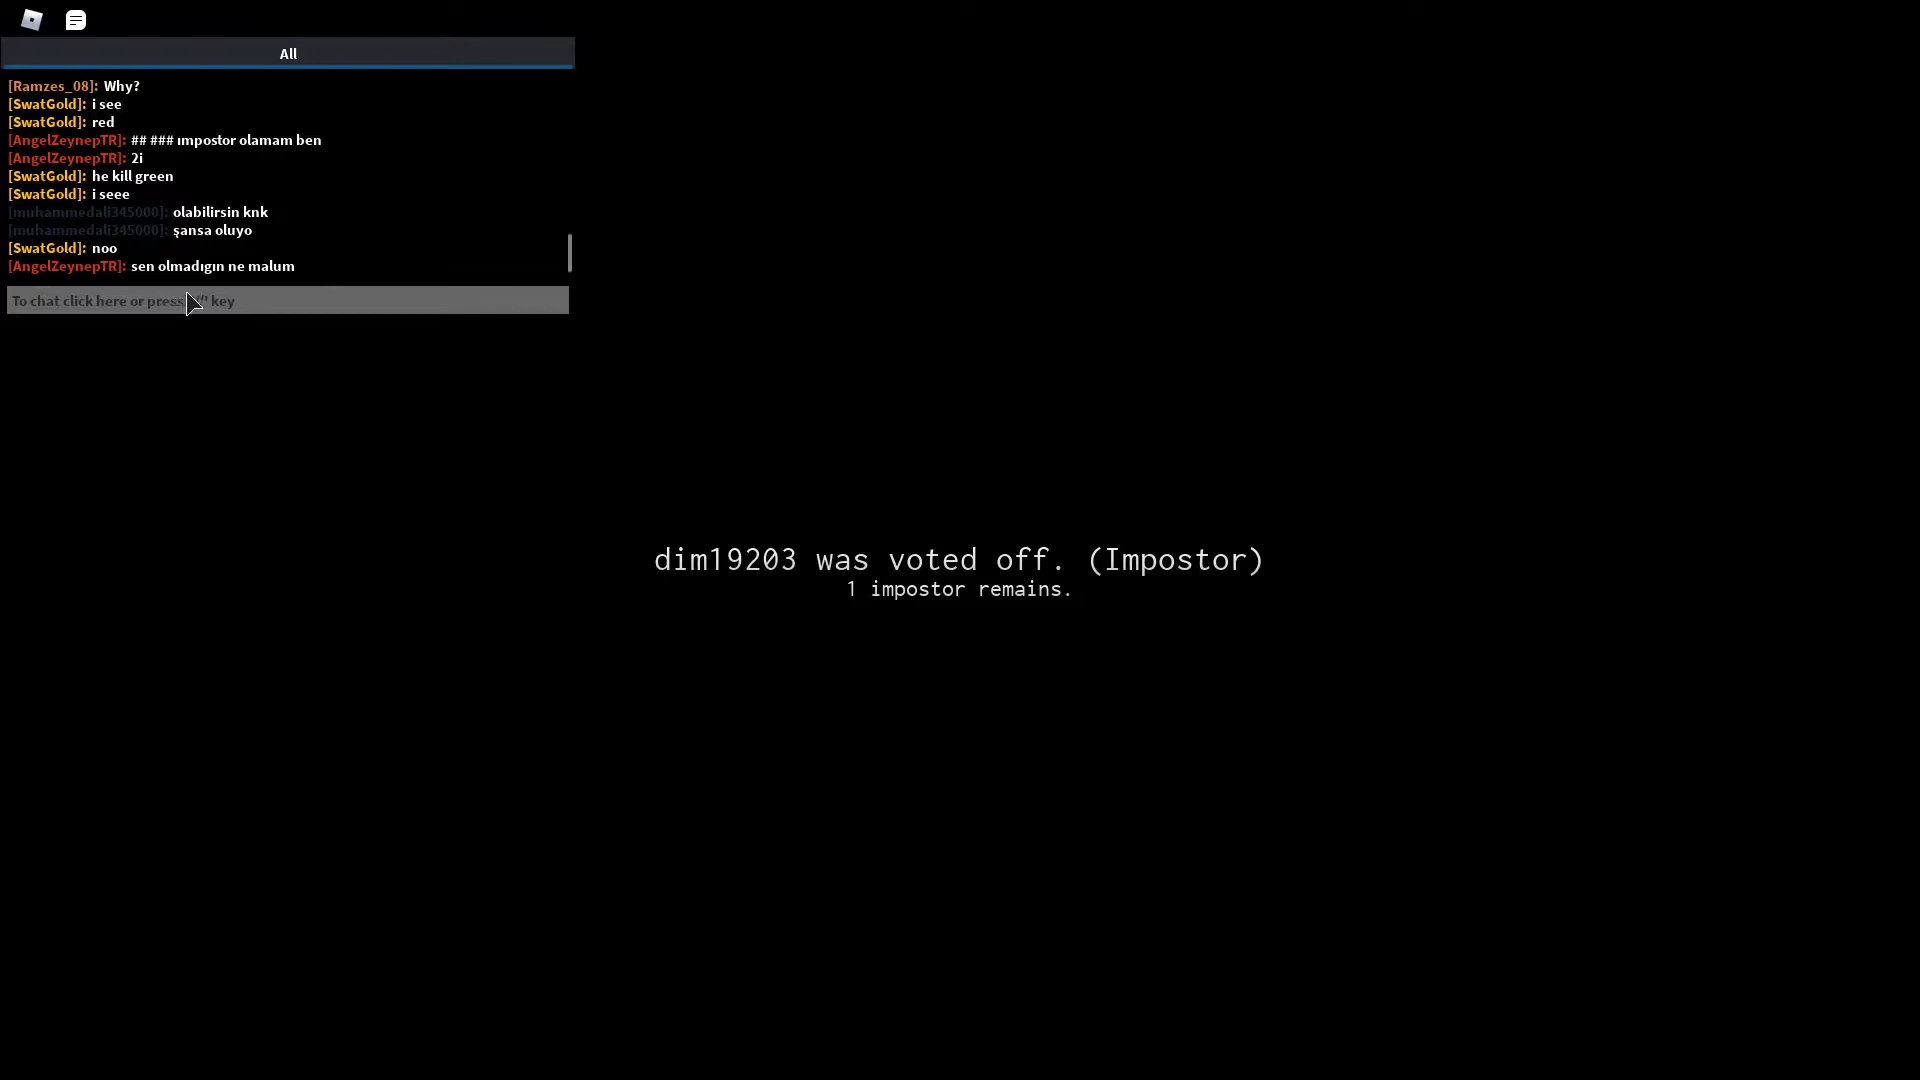 All
[Ramzes_08]: Why?
[SwatGold]: i see
[SwatGold]: red
[AngelZeynepTR]: ## ### ımpostor olamam ben
[AngelZeynepTR]: 2i
[SwatGold]: he kill green
[SwatGold]: i seee
[muhammedali345000]: olabilirsin knk
[muhammedali345000]: şansa oluyo
[SwatGold]: noo
[AngelZeynepTR]: sen olmadıgın ne malum
To chat click here or press key
dim19203 was voted off. (Impostor)
1 impostor remains.